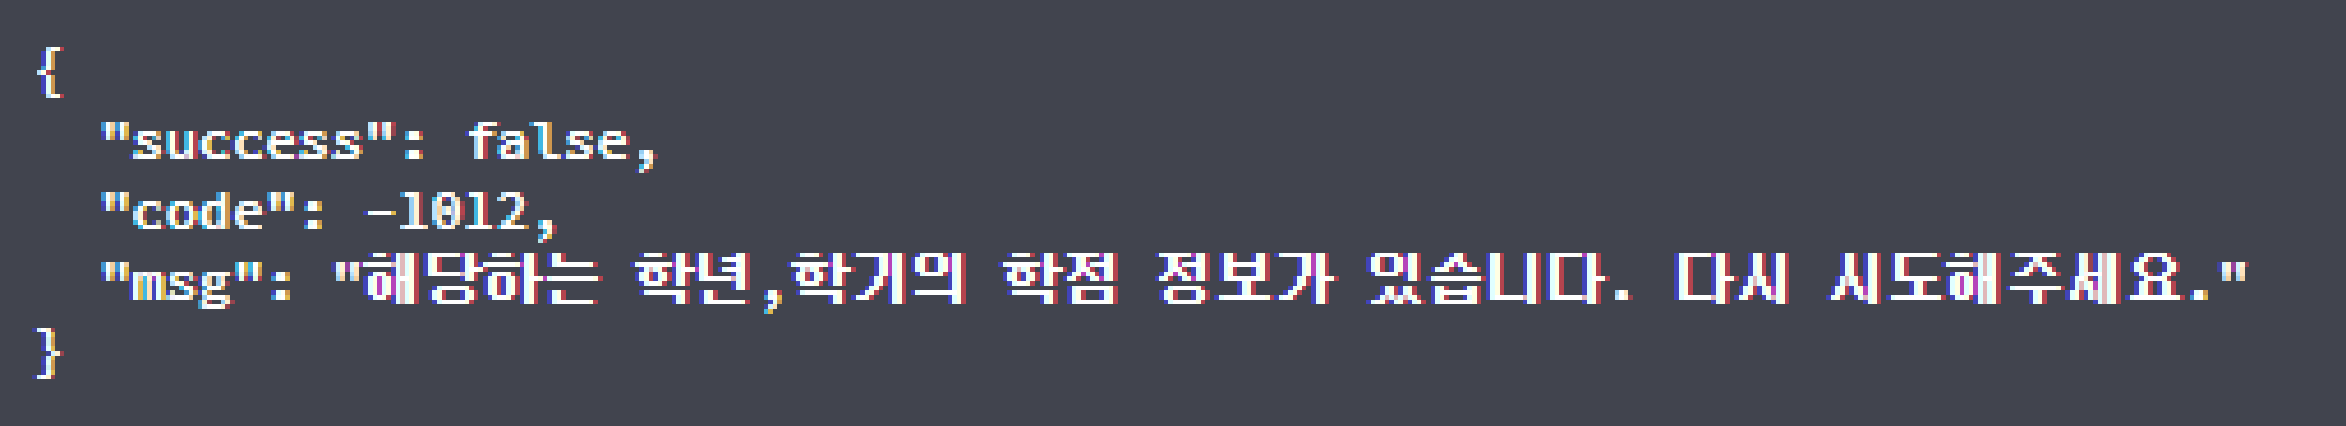 {
"success": false,
"code": -1012,
"msg": "해당하는 학년,학기의 학점 정보가 있습니다. 다시 시도해주세요."
}